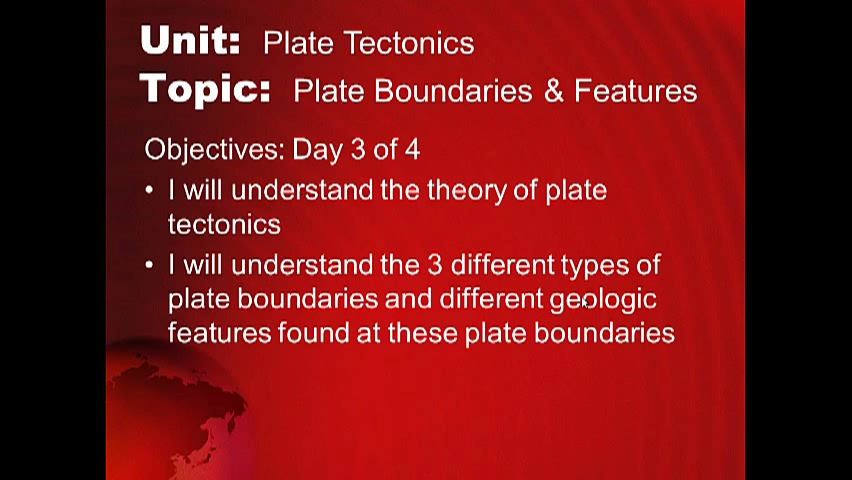 Unit: Plate Tectonics
Topic: Plate Boundaries & Features
Objectives: Day 3 of 4
• I will understand the theory of plate
tectonics
• I will understand the 3 different types of
plate boundaries and different geologic
features found at these plate boundaries